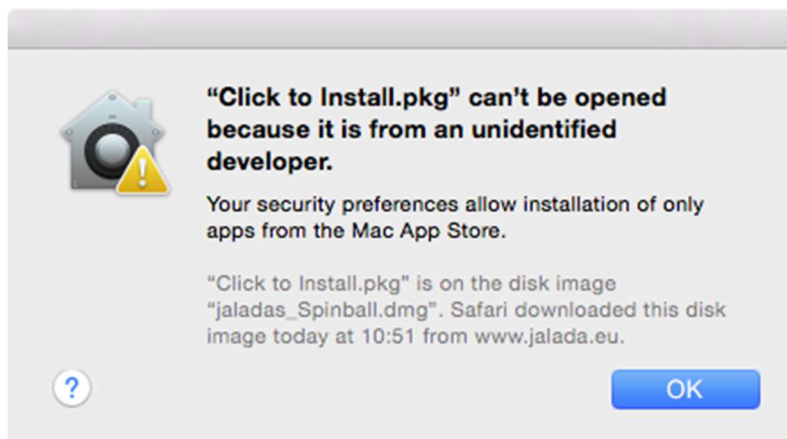 “Click to Install.pkg” can’t be opened
because it is from an unidentified
developer.
Your security preferences allow installation of only
apps from the Mac App Store.
“Click to Install.pkg” is on the disk image
“jaladas_Spinball.dmg”. Safari downloaded this disk
image today at 10:51 from www.jalada.eu.
?
OK